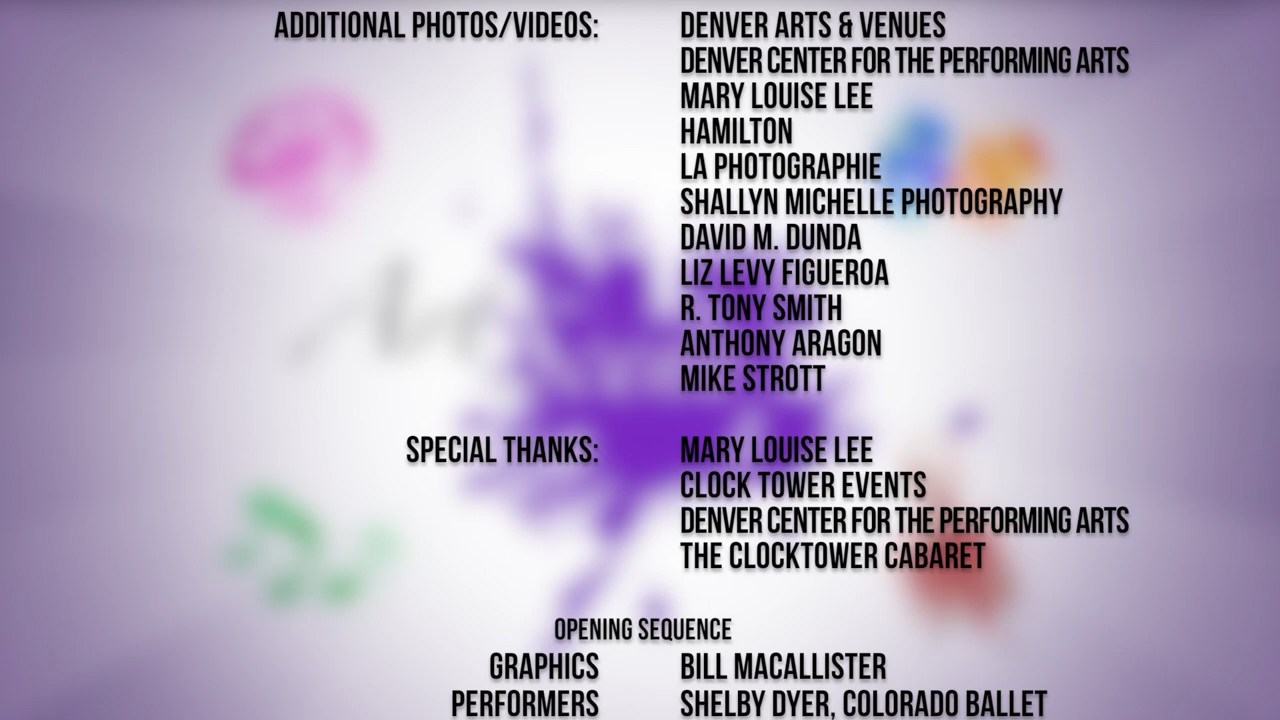 ADDITIONAL PHOTOS/VIDEOS: DENVER ARTS & VENUES
DENVER CENTER FOR THE PERFORMING ARTS
MARY LOUISE LEE
HAMILTON
LA PHOTOGRAPHIE
SHALLYN MICHELLE PHOTOGRAPHY
DAVID M. DUNDA
LIZ LEVY FIGUEROA
R. TONY SMITH
ANTHONY ARAGON
MIKE STROTT
SPECIAL THANKS: MARY LOUISE LEE
CLOCK TOWER EVENTS
DENVER CENTER FOR THE PERFORMING ARTS
THE CLOCKTOWER CABARET
OPENING SEQUENCE
GRAPHICS BILL MACALLISTER
PERFORMERS SHELBY DYER, COLORADO BALLET